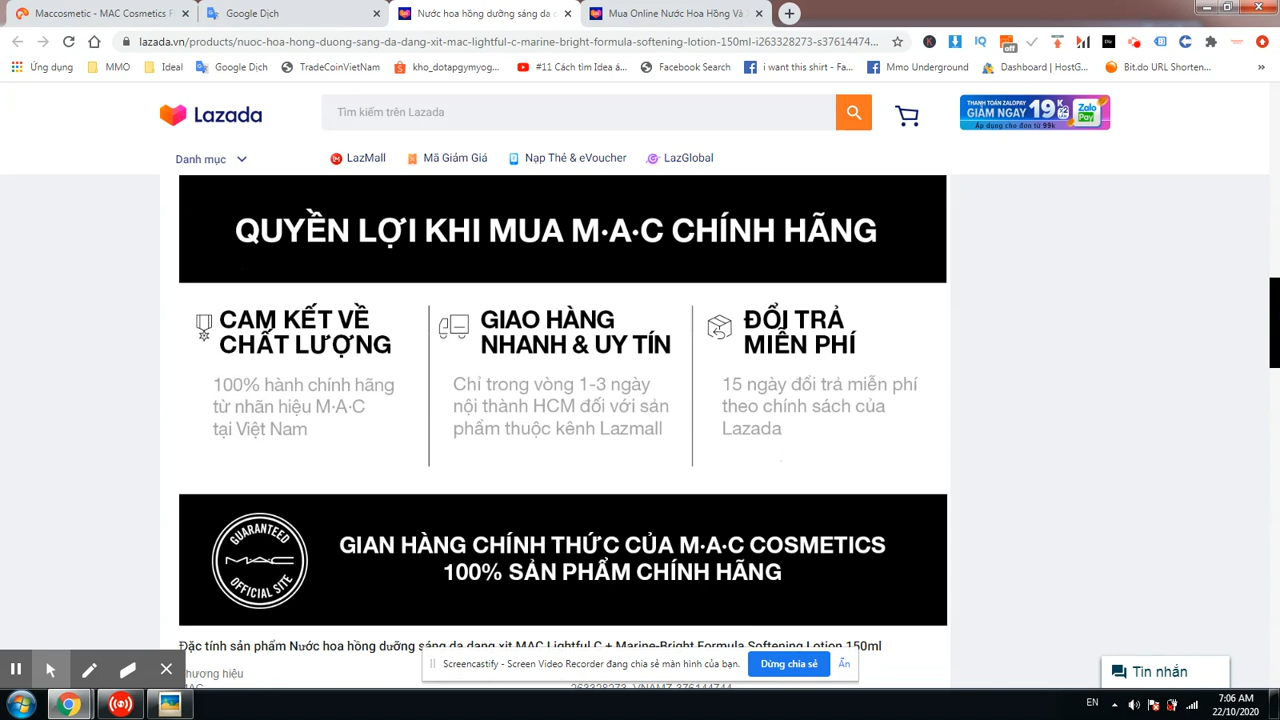 Maccosmetic - MAC Cosmetics F
Google Dịch
Nước hoa hồng dưỡng sáng da d
Mua Online Nước Hoa Hồng Và X
lazada.vn/products/nuoc-hoa-hong-duong-sang-da-dang-xit-mac-lightful-c-marine-bright-formula-softening-lotion-150ml-i263328273-s37614474...
off
Ứng dụng
MMO
Ideal
Google Dịch
TradeCoinVietNam
kho_dotapgymyog...
#11 Cách tìm Idea á...
Facebook Search
i want this shirt - Fa...
Mmo Underground
Dashboard | HostG...
Bit.do URL Shorten...
»
Lazada
Tìm kiếm trên Lazada
THANH TOÁN ZALOPAY
GIẢM NGAY 19K
Áp dụng cho đơn từ 99k
Zalo Pay
Danh mục
LazMall
Mã Giảm Giá
Nạp Thẻ & eVoucher
LazGlobal
QUYỀN LỢI KHI MUA M·A·C CHÍNH HÃNG
CAM KẾT VỀ
CHẤT LƯỢNG
100% hành chính hãng
từ nhãn hiệu M·A·C
tại Việt Nam
GIAO HÀNG
NHANH & UY TÍN
Chỉ trong vòng 1-3 ngày
nội thành HCM đối với sản
phẩm thuộc kênh Lazmall
ĐỔI TRẢ
MIỄN PHÍ
15 ngày đổi trả miễn phí
theo chính sách của
Lazada
GUARANTEED
MAC
OFFICIAL SITE
GIAN HÀNG CHÍNH THỨC CỦA M·A·C COSMETICS
100% SẢN PHẨM CHÍNH HÃNG
Đặc tính sản phẩm Nước hoa hồng dưỡng sáng da dạng xịt MAC Lightful C + Marine-Bright Formula Softening Lotion 150ml
Thương hiệu
Screencastify - Screen Video Recorder đang chia sẻ màn hình của bạn.
Dừng chia sẻ
Ẩn
MAC
263328273_VNAMZ-376144744
Tin nhắn
EN
7:06 AM
22/10/2020